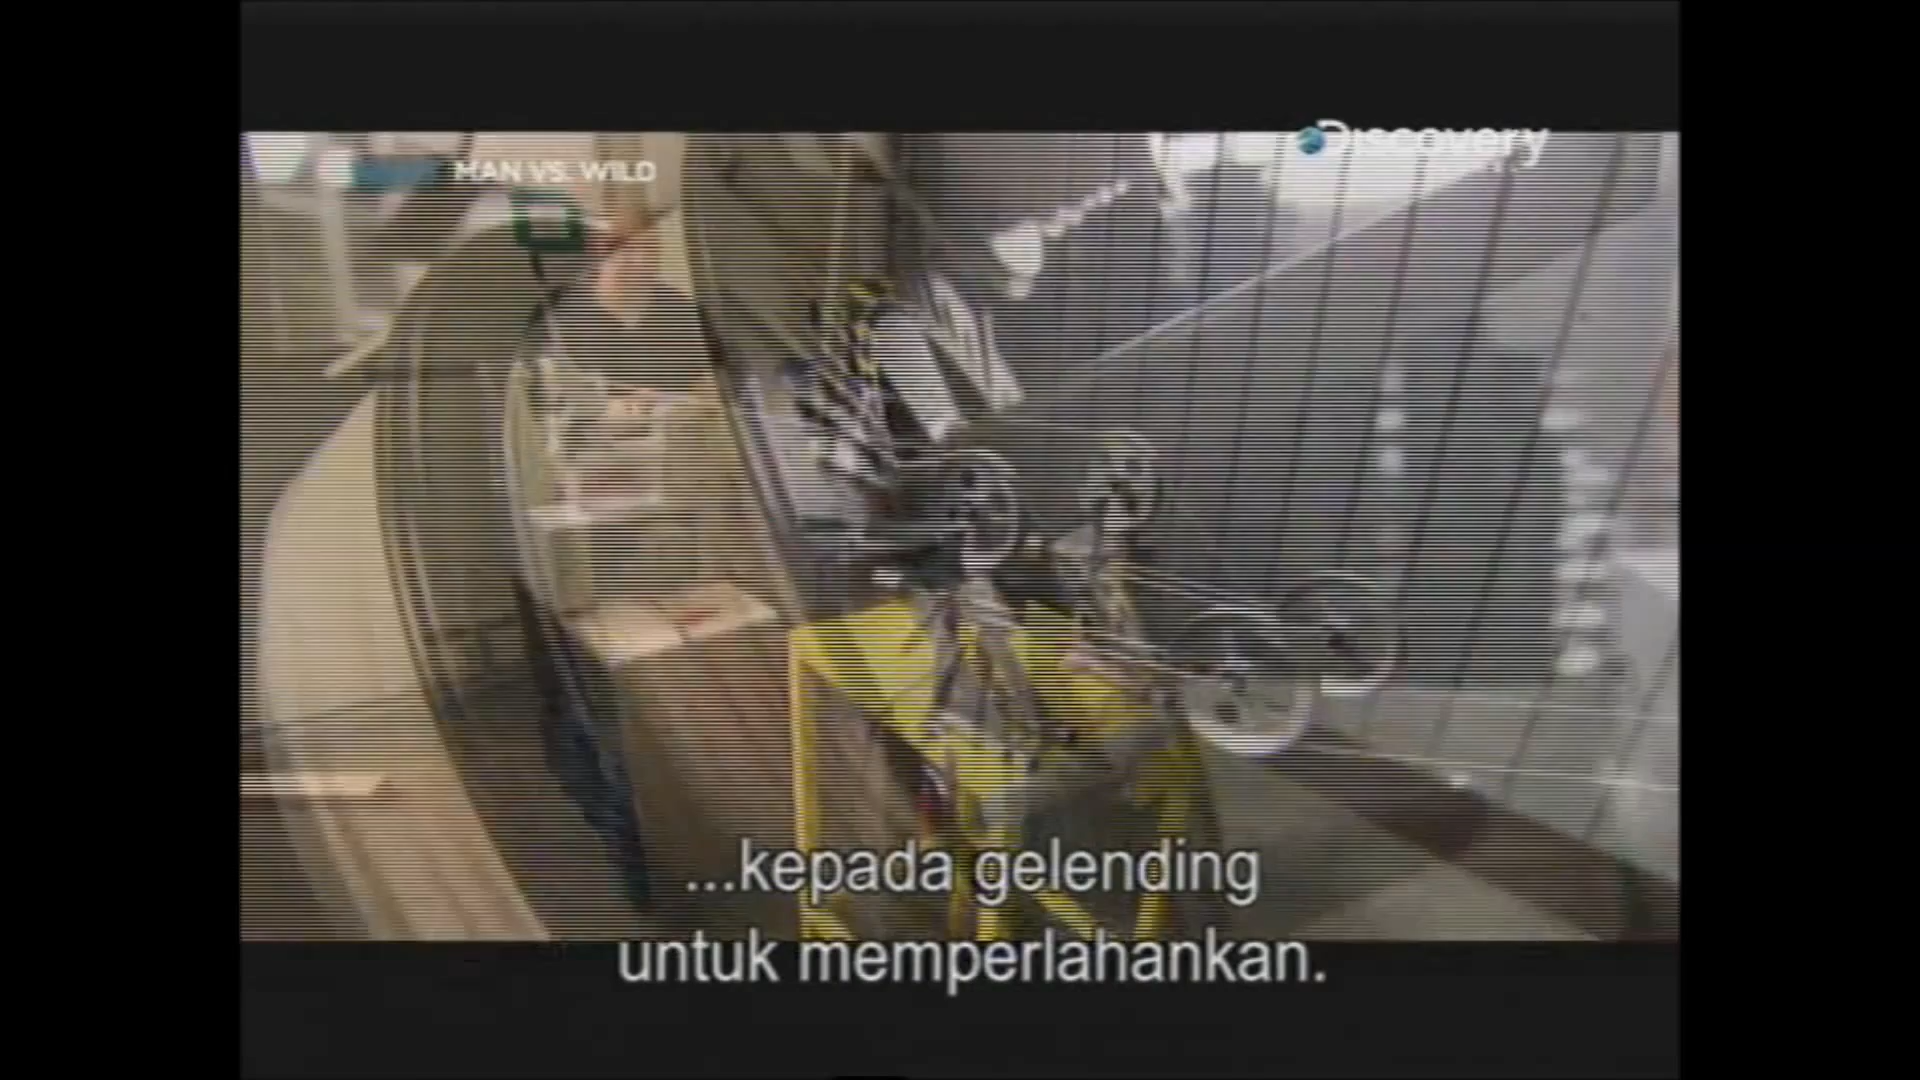 MAN VS. WILD
Discovery
...kepada gelending
untuk memperlahankan.